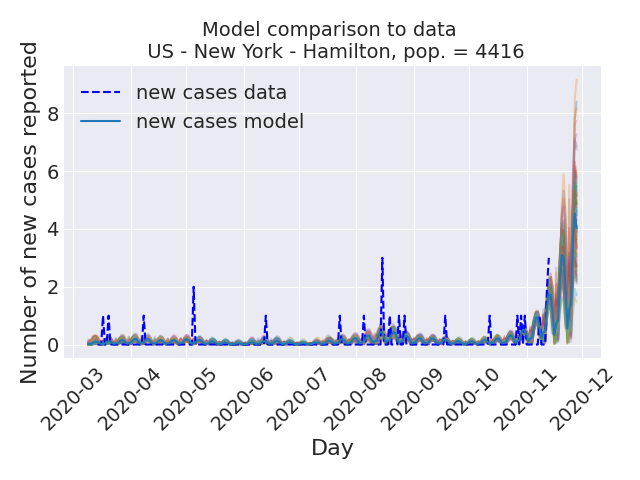 Model comparison to data
US - New York - Hamilton, pop. = 4416
Number of new cases reported
8
6
4
2
0
new cases data
new cases model
2020-03
2020-04
2020-05
2020-06
2020-07
2020-08
2020-09
2020-10
2020-11
2020-12
Day